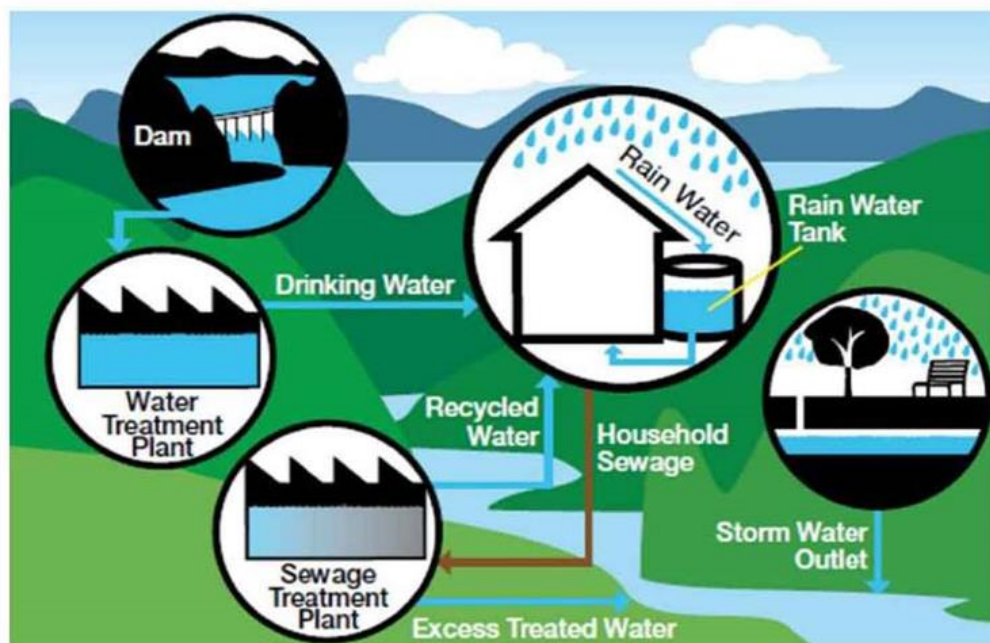 Dam
Rain Water
Rain Water
Tank
Drinking Water
Water
Treatment
Plant
Recycled
Water
Household
Sewage
Storm Water
Outlet
Sewage
Treatment
Plant
Excess Treated Water